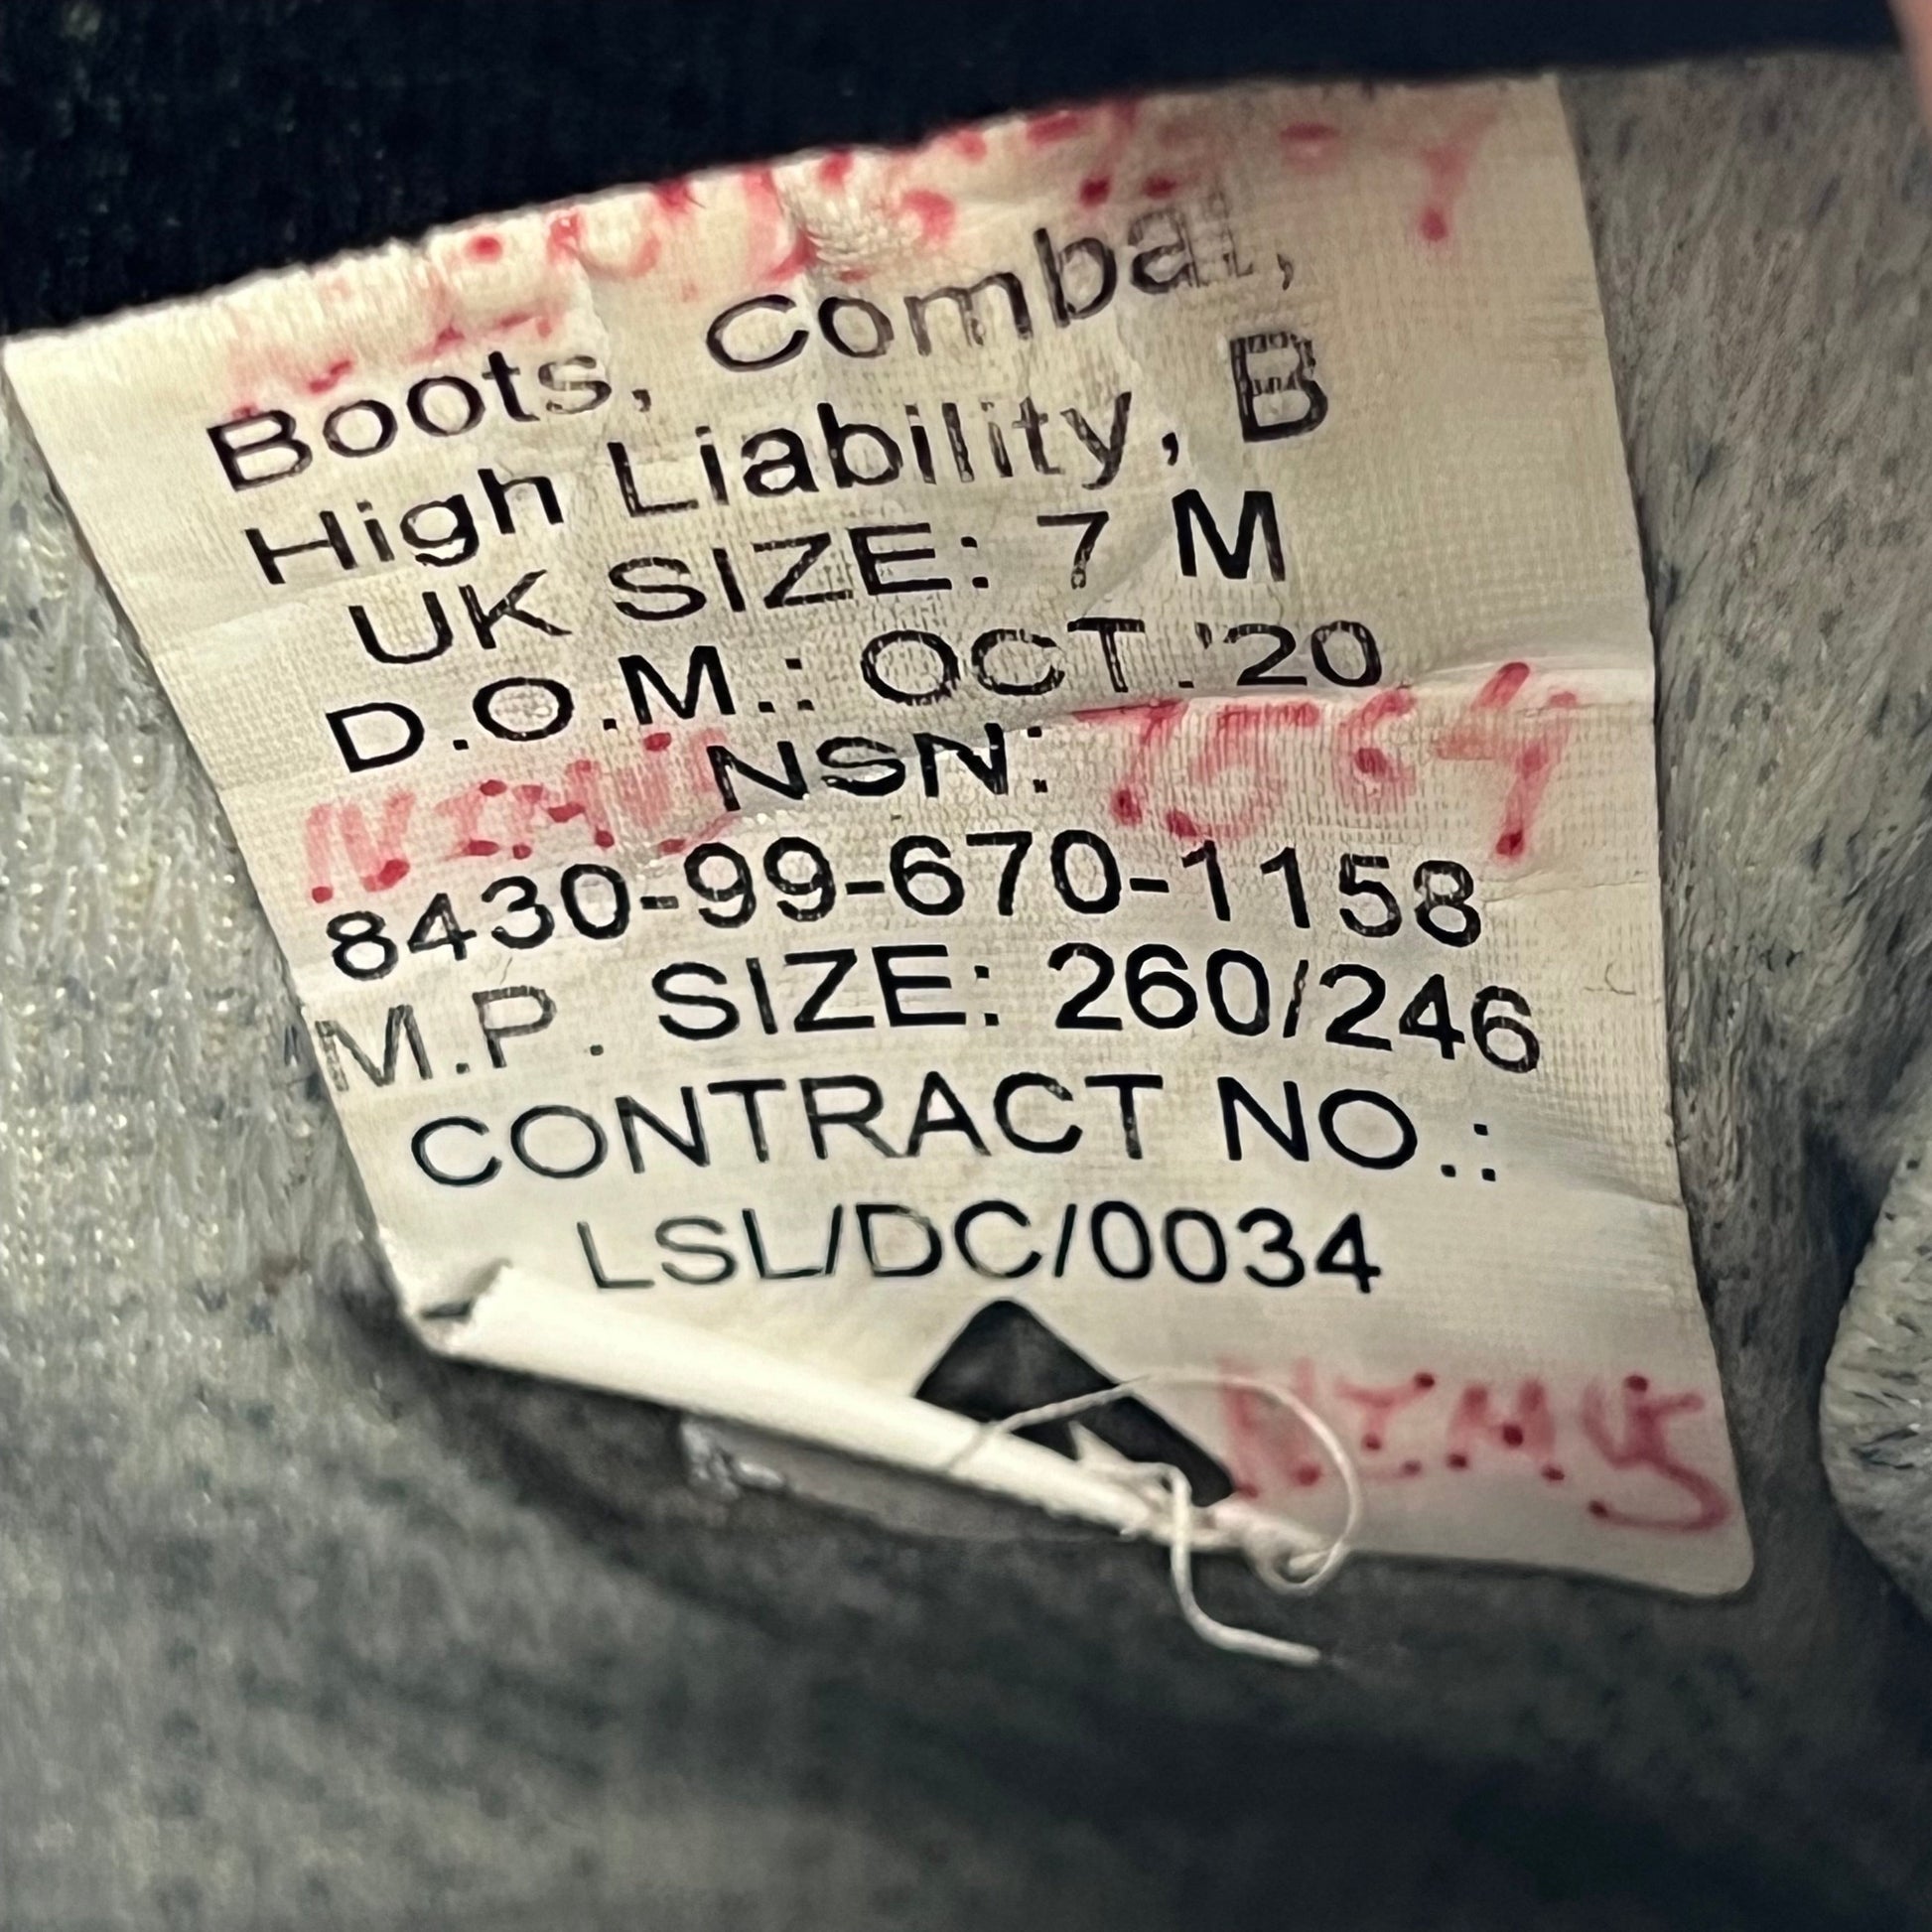 Boots, Combat,
High Liability, B
UK SIZE: 7 M
D.O.M.: OCT.'20
NSN: 7564
8430-99-670-1158
M.P. SIZE: 260/246
CONTRACT NO.:
LSL/DC/0034